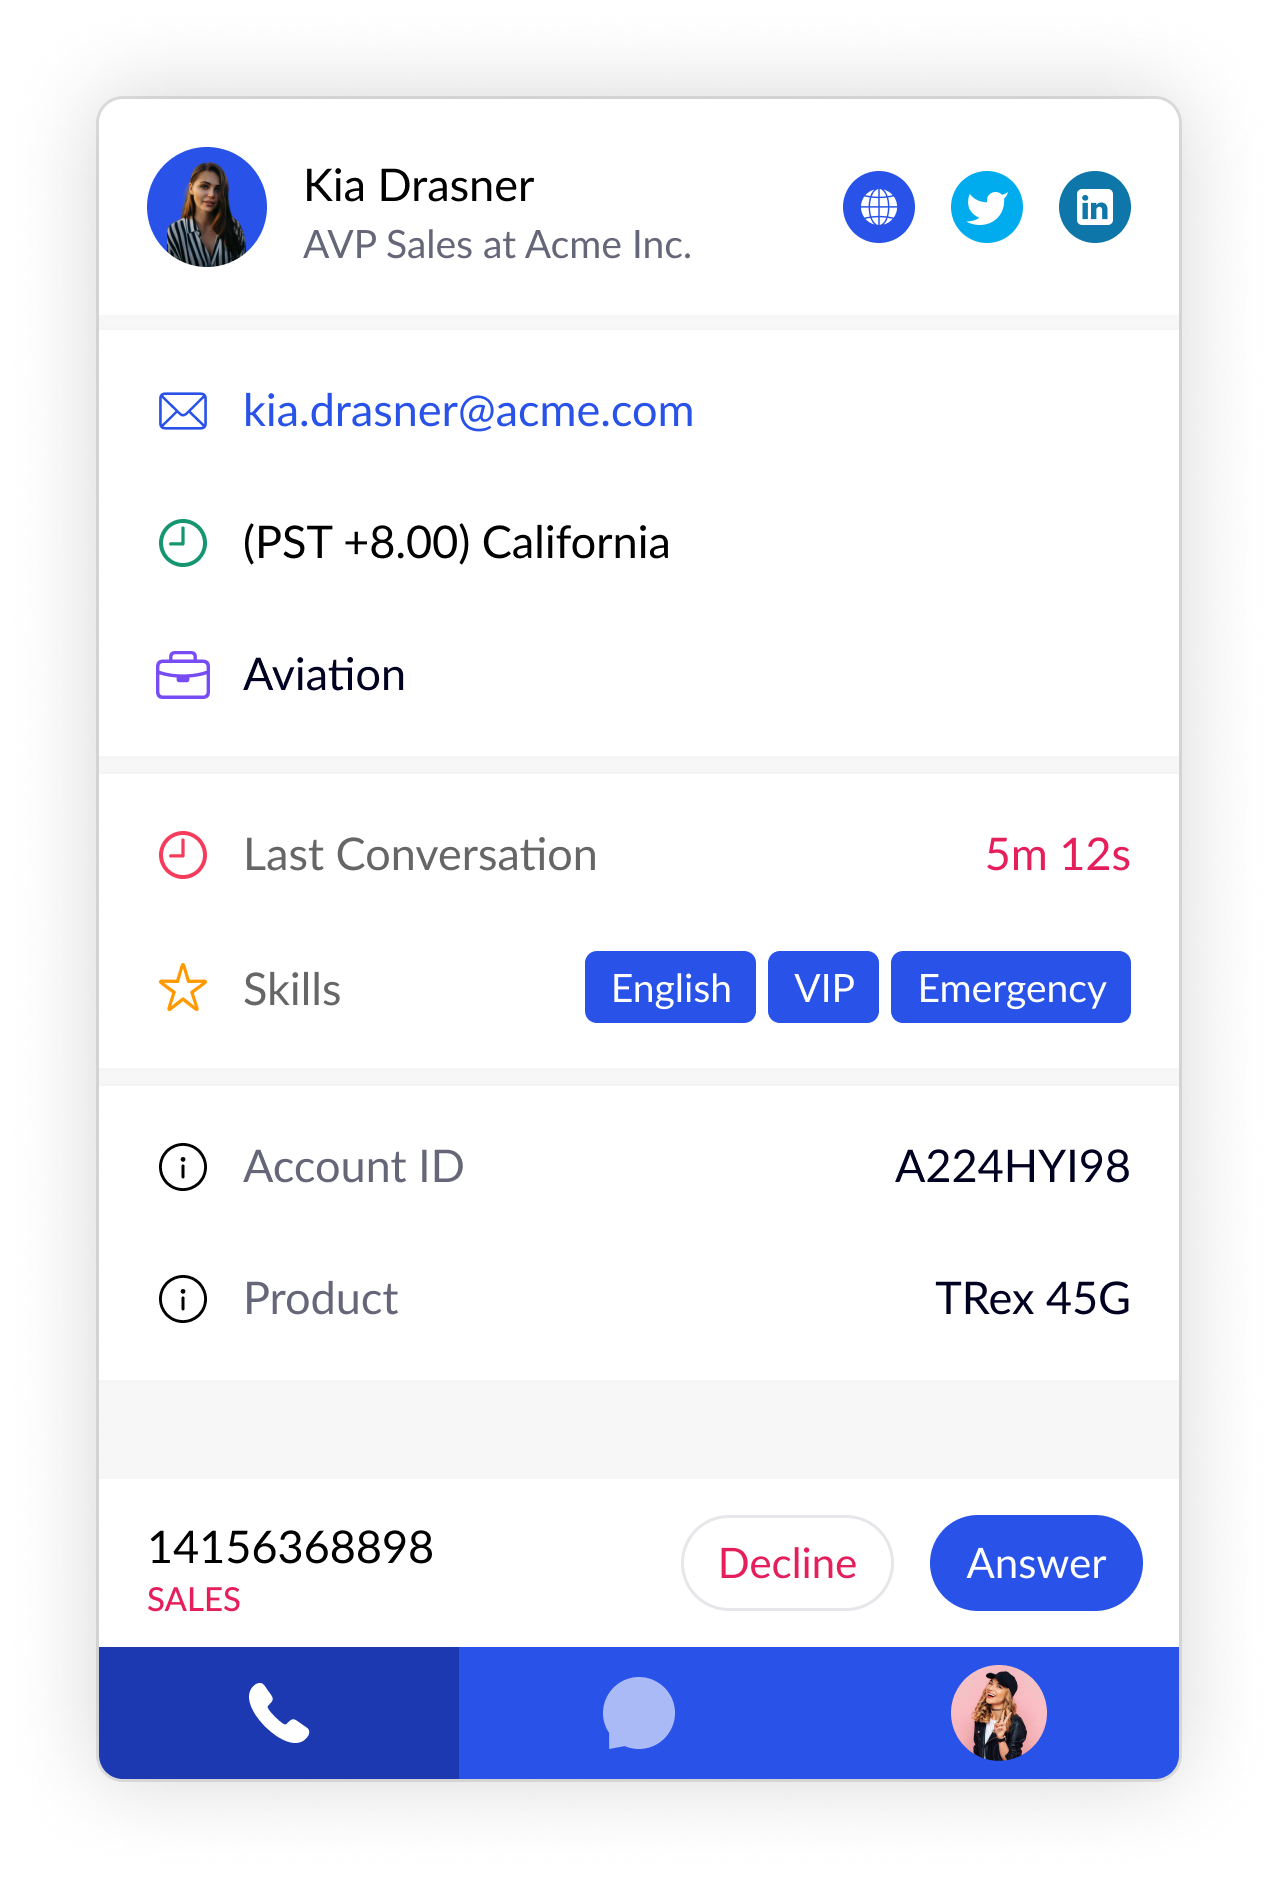 Kia Drasner
AVP Sales at Acme Inc.
in
kia.drasner@acme.com
(PST +8.00) California
Aviation
Last Conversation 5m 12s
Skills English VIP Emergency
Account ID A224HYI98
Product TRex 45G
14156368898
SALES
Decline Answer